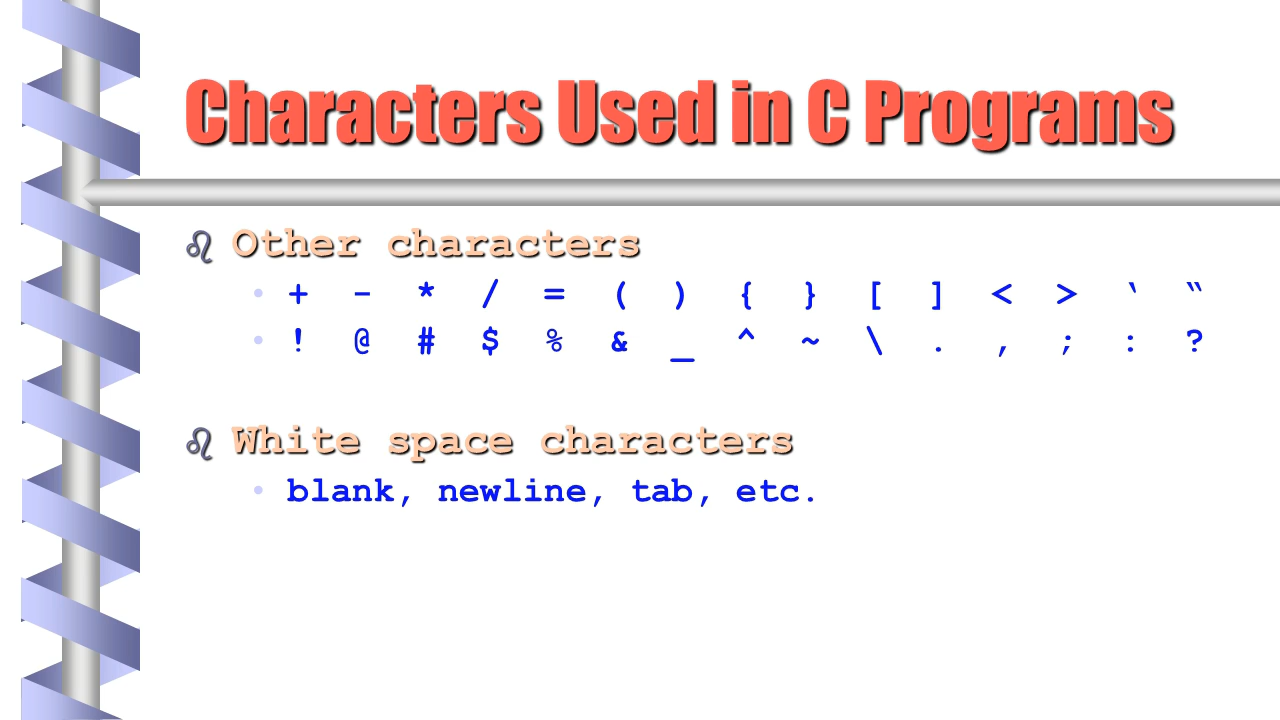 Characters Used in C Programs
Other characters
• + - * / = ( ) { } [ ] < > ‘ “
• ! @ # $ % & _ ^ ~ \ . , ; : ?
White space characters
• blank, newline, tab, etc.